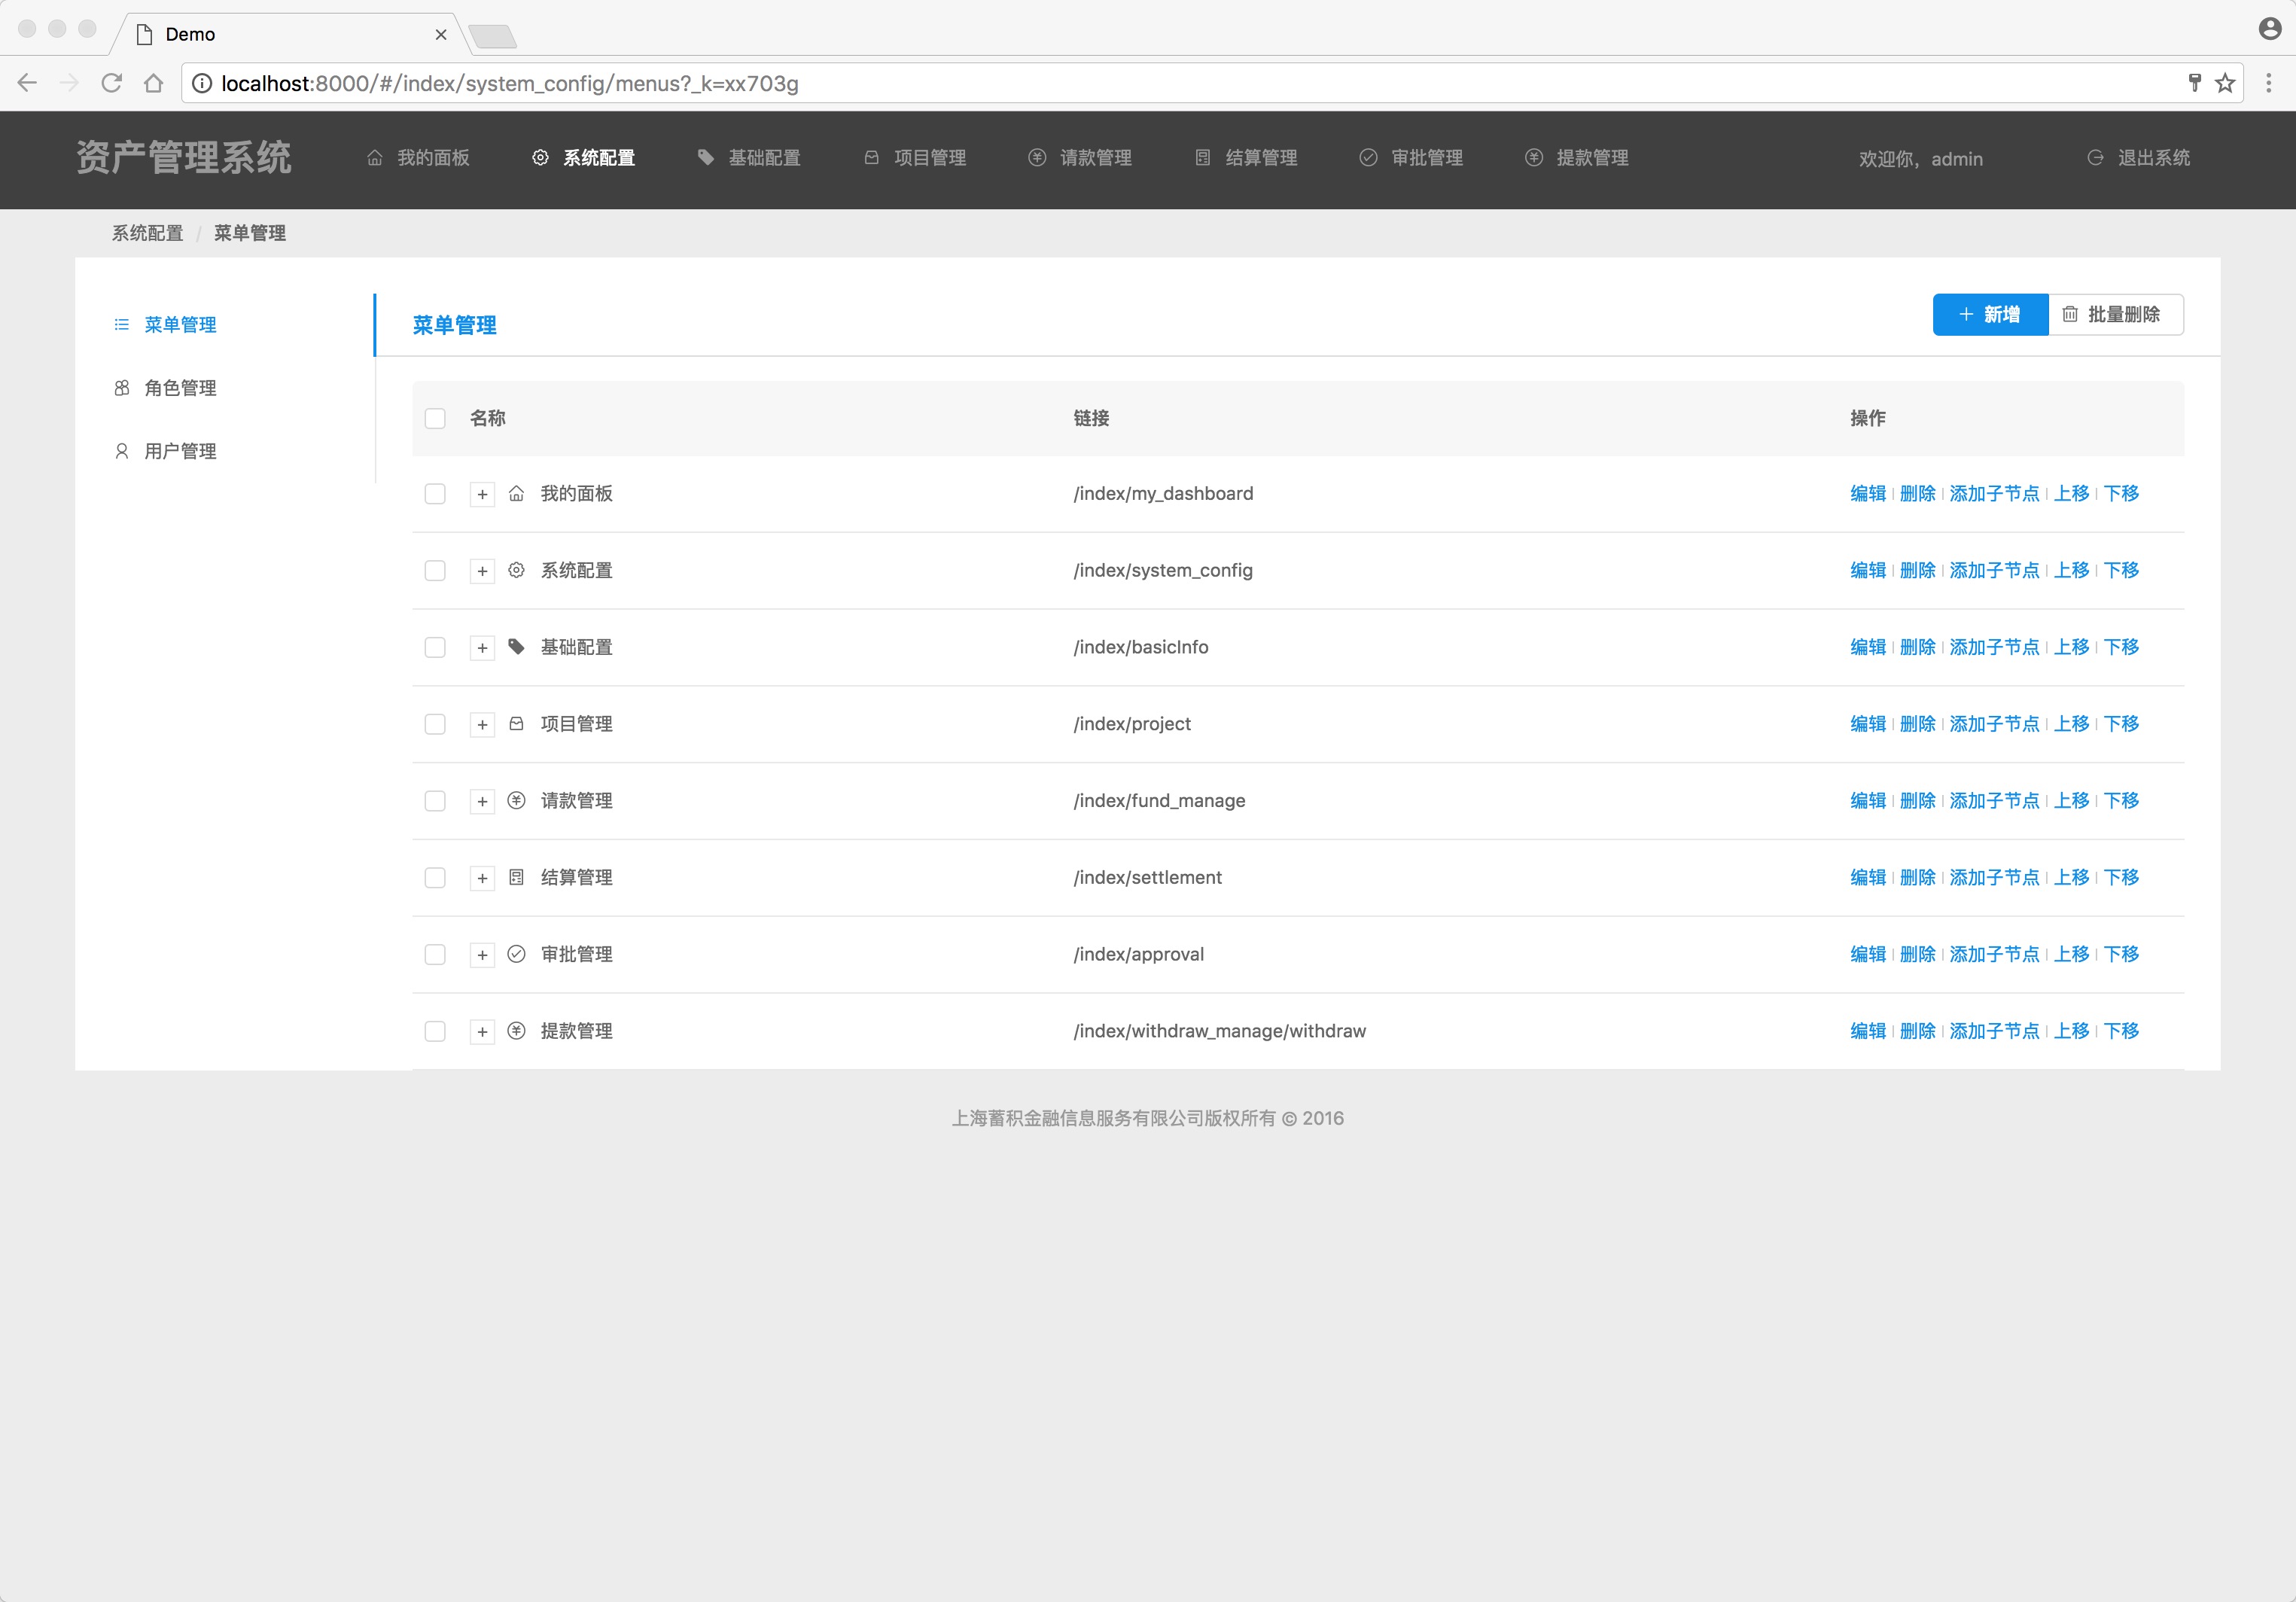 Demo
localhost:8000/#/index/system_config/menus?_k=xx703g
资产管理系统 我的面板 系统配置 基础配置 项目管理 请款管理 结算管理 审批管理 提款管理 欢迎你，admin 退出系统
系统配置 / 菜单管理
菜单管理
角色管理
用户管理
菜单管理 + 新增 批量删除
名称 链接 操作
+ 我的面板 /index/my_dashboard 编辑 | 删除 | 添加子节点 | 上移 | 下移
+ 系统配置 /index/system_config 编辑 | 删除 | 添加子节点 | 上移 | 下移
+ 基础配置 /index/basicInfo 编辑 | 删除 | 添加子节点 | 上移 | 下移
+ 项目管理 /index/project 编辑 | 删除 | 添加子节点 | 上移 | 下移
+ 请款管理 /index/fund_manage 编辑 | 删除 | 添加子节点 | 上移 | 下移
+ 结算管理 /index/settlement 编辑 | 删除 | 添加子节点 | 上移 | 下移
+ 审批管理 /index/approval 编辑 | 删除 | 添加子节点 | 上移 | 下移
+ 提款管理 /index/withdraw_manage/withdraw 编辑 | 删除 | 添加子节点 | 上移 | 下移
上海蓄积金融信息服务有限公司版权所有 © 2016